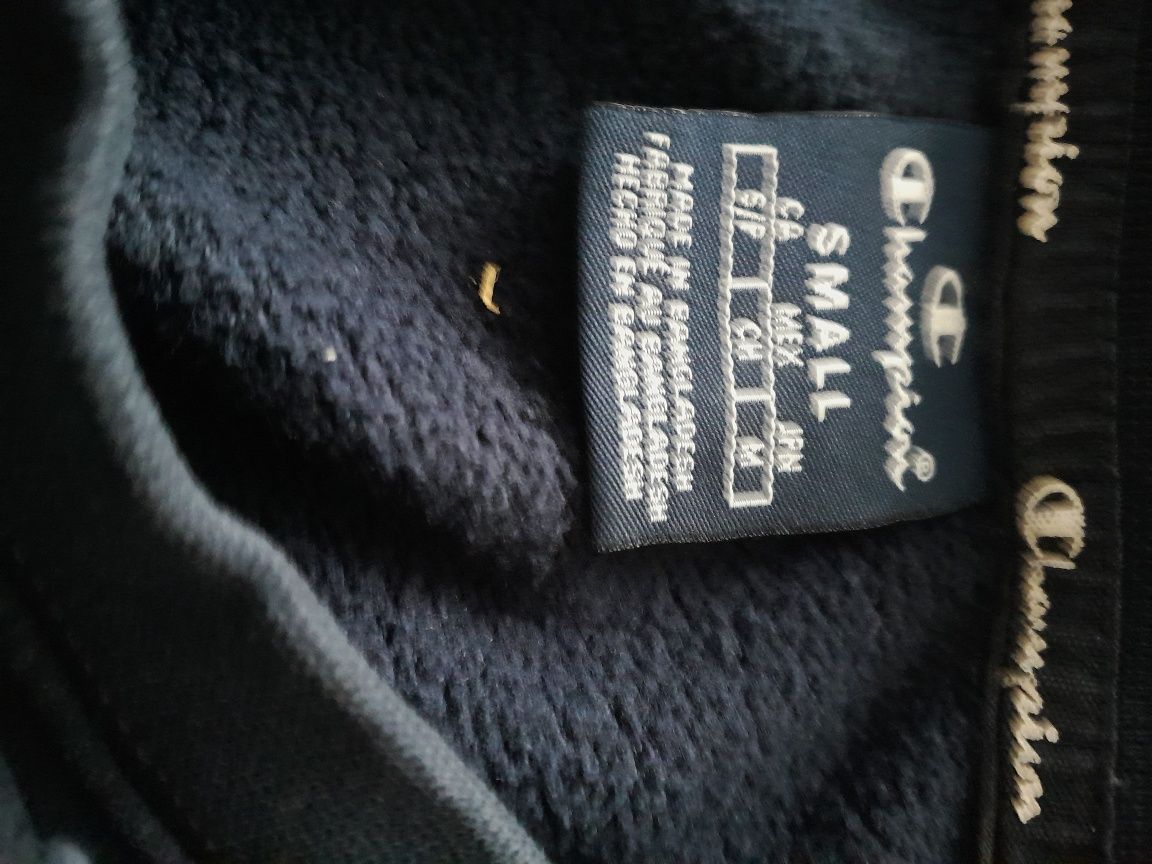 Champion
Champion®
SMALL
CA MEX JPN
S/P CH M
MADE IN BANGLADESH
FABRIQUÉ AU BANGLADESH
HECHO EN BANGLADESH
Champion